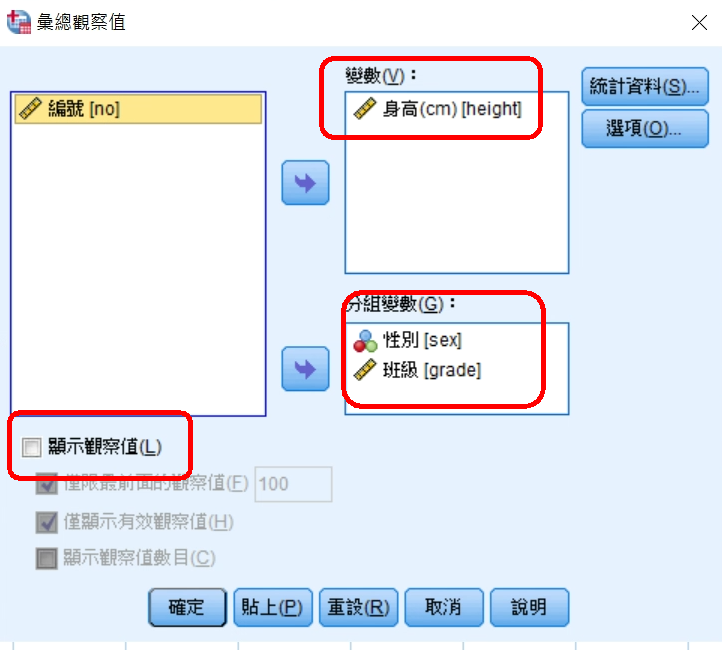 彙總觀察值
變數(V)：
編號 [no]
身高(cm) [height]
統計資料(S)...
選項(O)...
分組變數(G)：
性別 [sex]
班級 [grade]
顯示觀察值(L)
僅限最前面的觀察值(F) 100
僅顯示有效觀察值(H)
顯示觀察值數目(C)
確定 貼上(P) 重設(R) 取消 說明